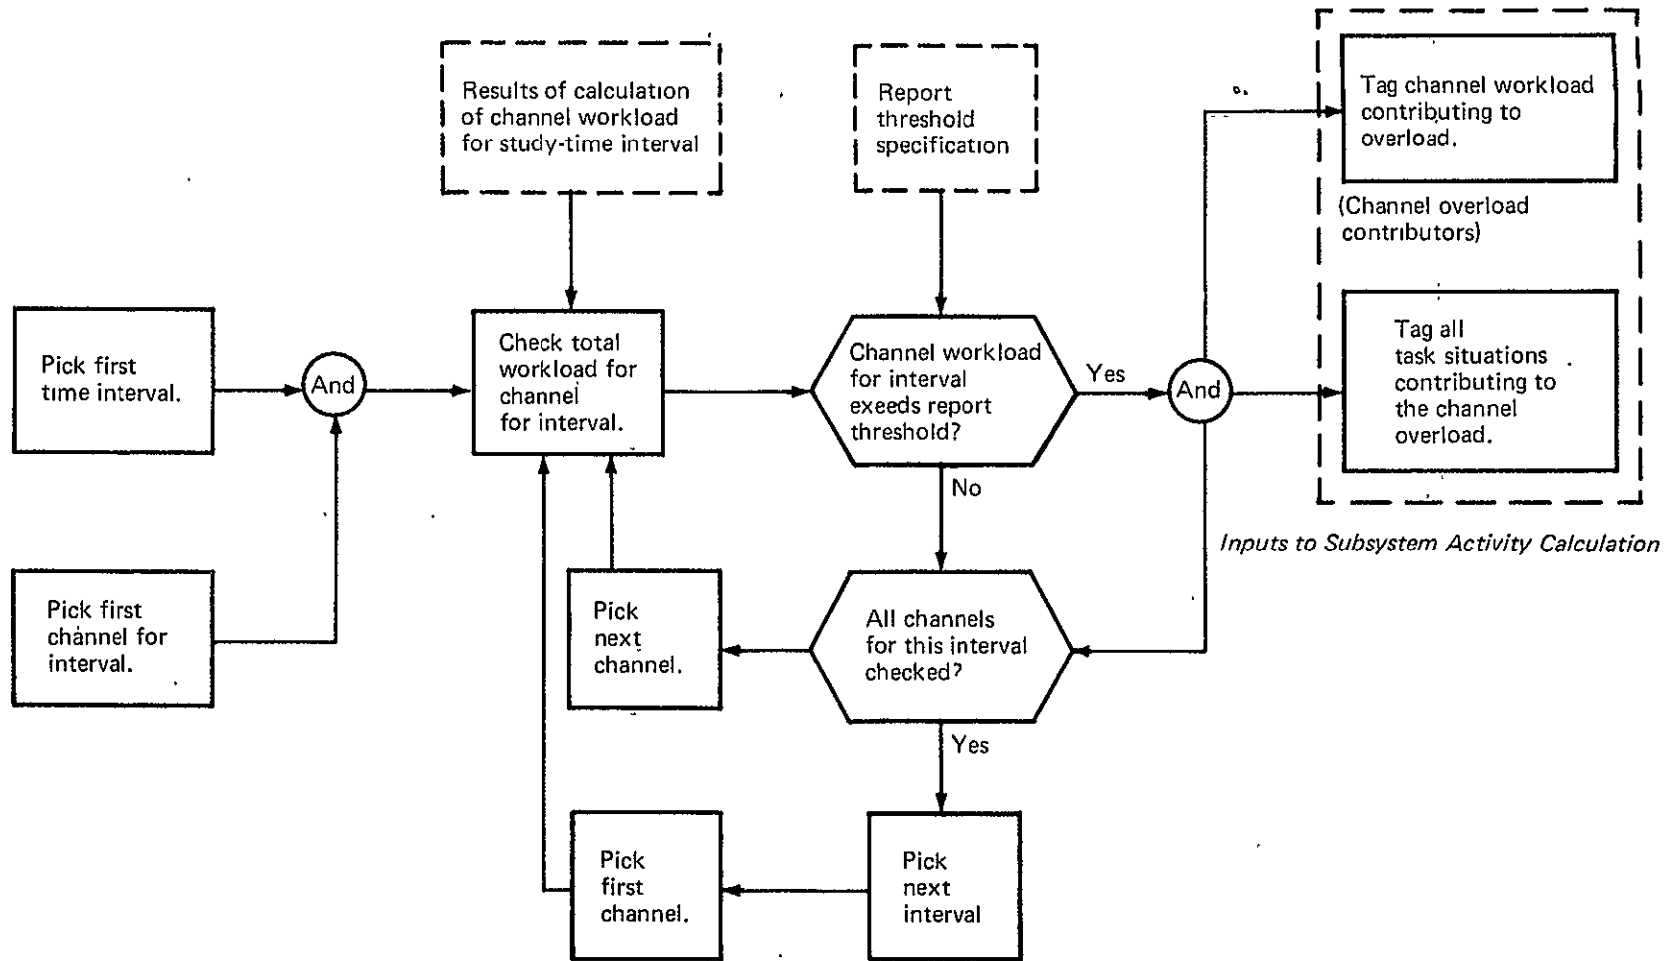 Results of calculation
of channel workload
for study-time interval
Report
threshold
specification
Tag channel workload
contributing to
overload.
(Channel overload
contributors)
Pick first
time interval.
And
Check total
workload for
channel
for interval.
Channel workload
for interval
exeeds report
threshold?
Yes
And
Tag all
task situations
contributing to
the channel
overload.
No
Inputs to Subsystem Activity Calculation
Pick first
channel for
interval.
Pick
next
channel.
All channels
for this interval
checked?
Yes
Pick
first
channel.
Pick
next
interval